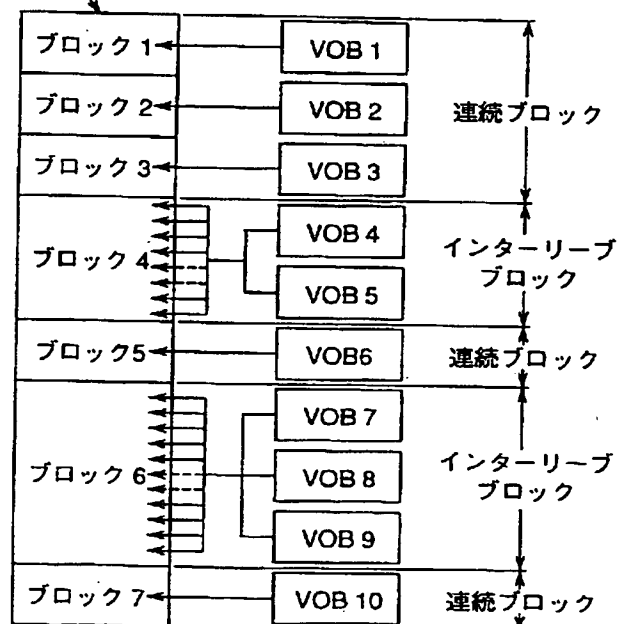 ブロック 1
VOB 1
ブロック 2
VOB 2
連続ブロック
ブロック 3
VOB 3
ブロック 4
VOB 4
インターリーブ
ブロック
VOB 5
ブロック5
VOB6
連続ブロック
ブロック 6
VOB 7
VOB 8
インターリーブ
ブロック
VOB 9
ブロック 7
VOB 10
連続ブロック